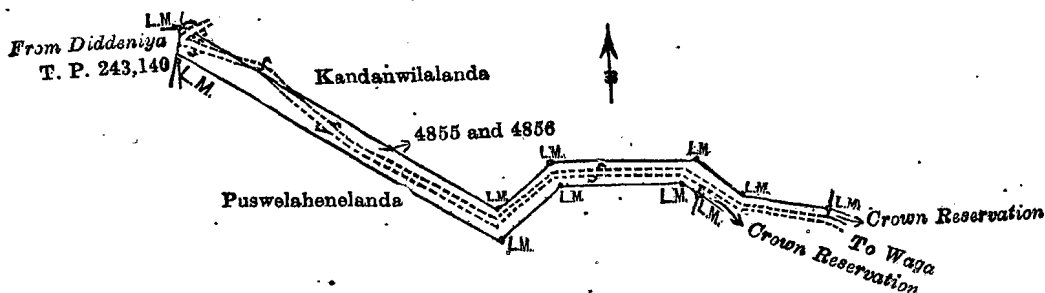 L.M.
From Diddeniya
T. P. 243,140
L.M.
Kandanwilalanda
4855 and 4856
Puswelahenelanda
L.M.
L.M.
L.M.
L.M.
L.M.
L.M.
L.M.
L.M.
L.M.
L.M.
Crown Reservation
To Waga
Crown Reservation